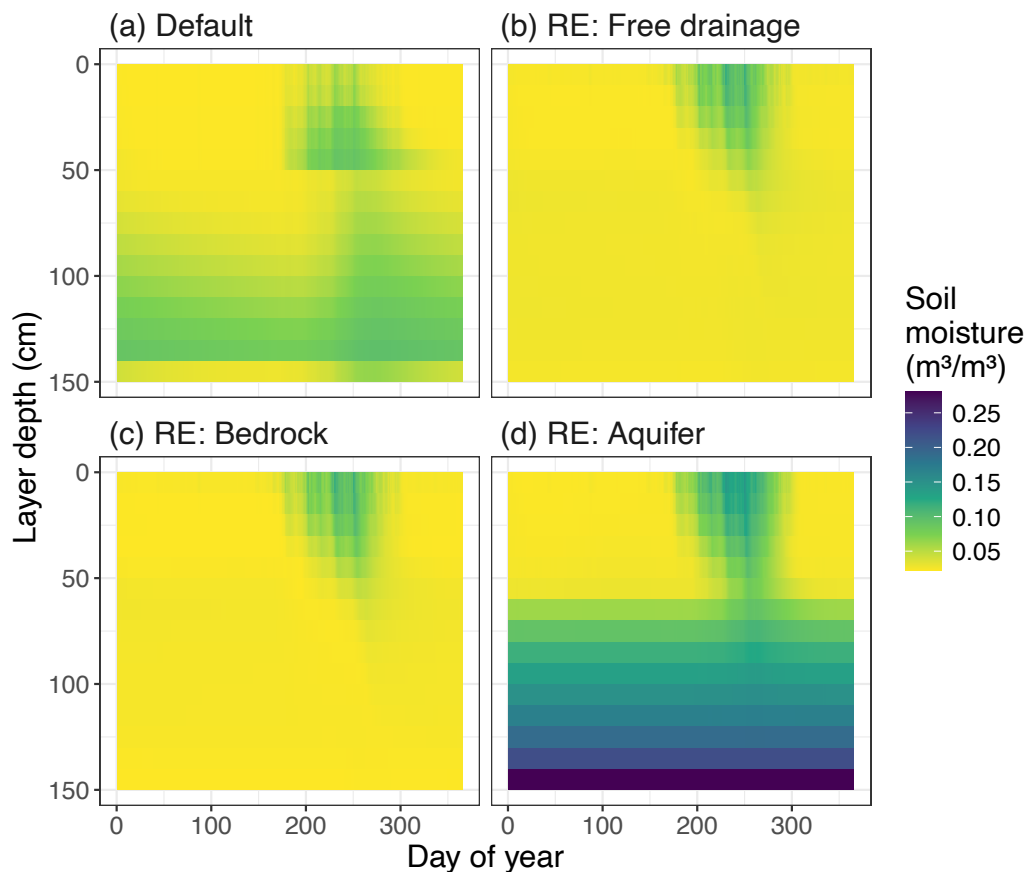 (a) Default
(b) RE: Free drainage
0
50
100
150
(c) RE: Bedrock
(d) RE: Aquifer
0
50
100
150
0 100 200 300
0 100 200 300
Layer depth (cm)
Day of year
Soil
moisture
(m³/m³)
0.25
0.20
0.15
0.10
0.05